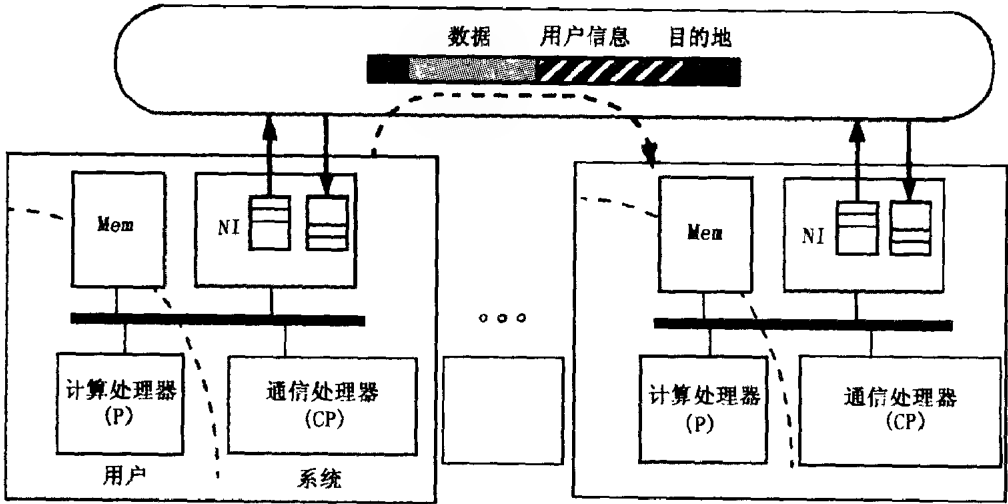 数据 用户信息 目的地
Mem
NI
Mem
NI
计算处理器
(P)
通信处理器
(CP)
计算处理器
(P)
通信处理器
(CP)
用户
系统